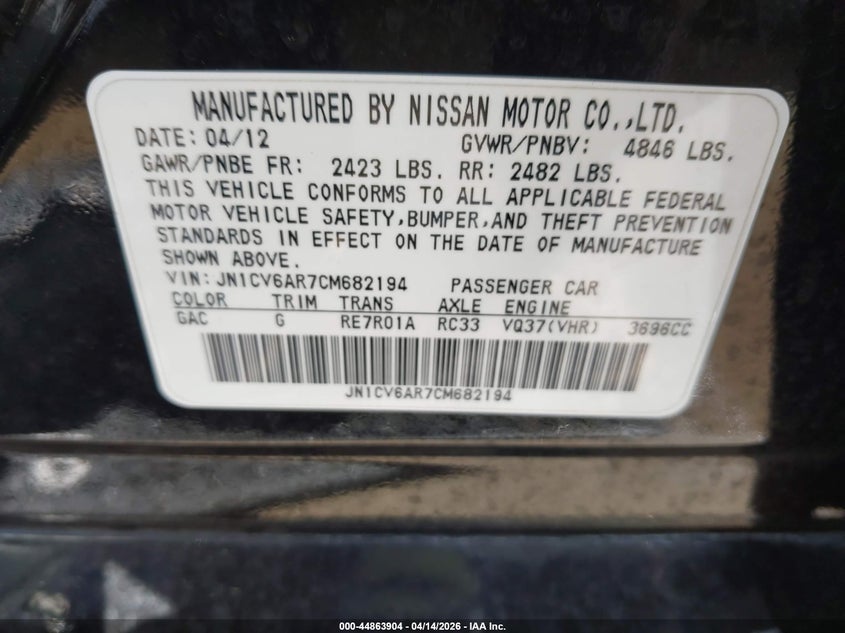 MANUFACTURED BY NISSAN MOTOR CO.,LTD.
DATE: 04/12 GVWR/PNBV: 4846 LBS.
GAWR/PNBE FR: 2423 LBS. RR: 2482 LBS.
THIS VEHICLE CONFORMS TO ALL APPLICABLE FEDERAL
MOTOR VEHICLE SAFETY,BUMPER,AND THEFT PREVENTION
STANDARDS IN EFFECT ON THE DATE OF MANUFACTURE
SHOWN ABOVE.
VIN: JN1CV6AR7CM682194 PASSENGER CAR
COLOR TRIM TRANS AXLE ENGINE
GAC G RE7R01A RC33 VQ37(VHR) 3696CC
JN1CV6AR7CM682194
000-44863904 - 04/14/2026 - IAA Inc.